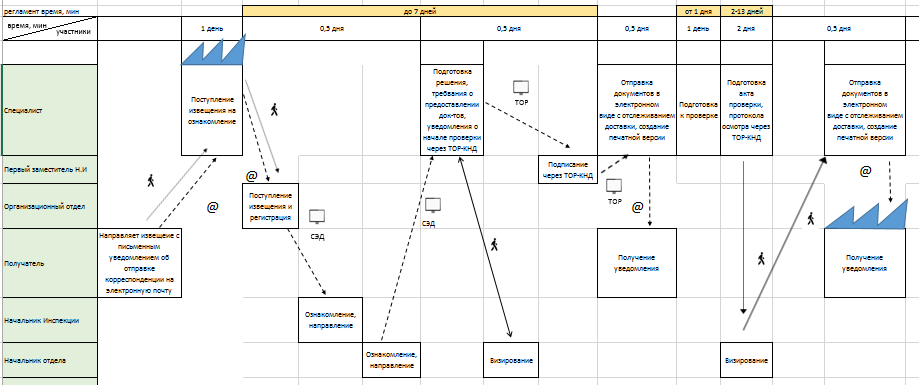 регламент время, мин
до 7 дней
от 1 дня
2-13 дней
время, мин
участники
1 день
0,5 дня
0,5 дня
0,5 дня
1 день
2 дня
0,5 дня
Специалист
Поступление
извещения на
ознакомление
Подготовка
решения,
требвания о
предоставлении
док-тов,
уведомления о
начале проверки
через ТОР-КНД
ТОР
Отправка
документов в
электронном
виде с отслеживанием
доставки, создание
печатной версии
Подготовка
к проверке
Подготовка
акта
проверки,
протокола
осмотра через
ТОР-КНД
Отправка
документов в
электронном
виде с отслеживанием
доставки, создание
печатной версии
Первый заместитель Н.И
@
Подписание
через ТОР-КНД
@
Организационный отдел
@
Поступление
извещения и
регистрация
СЭД
СЭД
ТОР
@
Получатель
Направляет извещеие с
письменным
уведомлением об
отправке
корреспонденции на
электронную почту
Получение
уведомления
Получение
уведомления
Начальник Инспекции
Ознакомление,
направление
Начальник отдела
Ознакомление,
направление
Визирование
Визирование